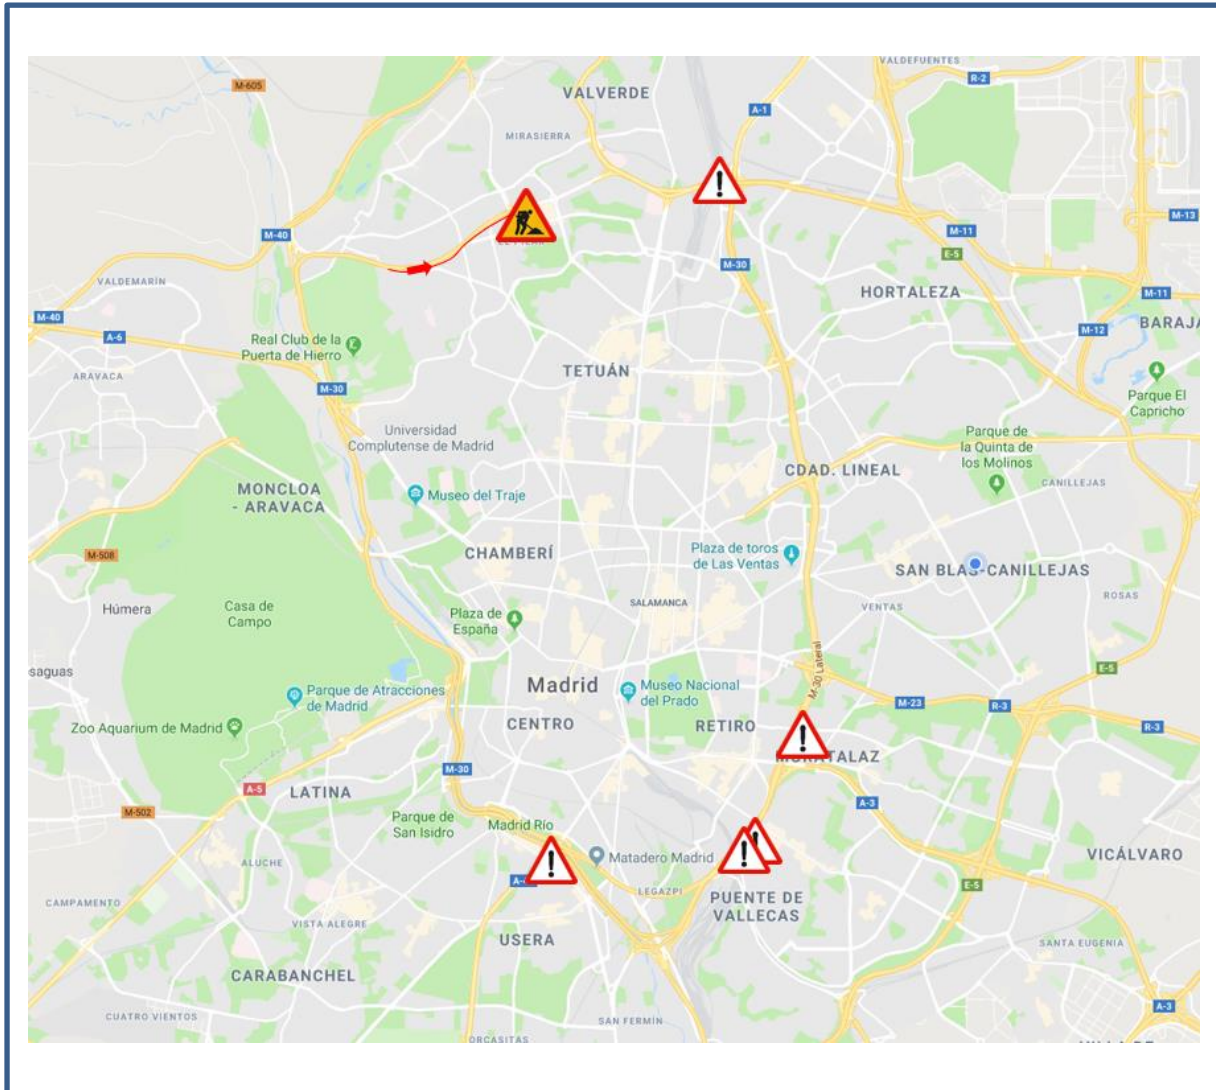 VALDEFUENTES
M-605
R-2
VALVERDE
A-1
MIRASIERRA
M-13
M-40
M-11
E-5
M-30
VALDEMARÍN
HORTALEZA
M-11
M-40
M-12
BARAJA
A-6
Real Club de la
Puerta de Hierro
TETUÁN
ARAVACA
M-30
Parque El
Capricho
Universidad
Complutense de Madrid
Parque de
la Quinta de
los Molinos
CDAD. LINEAL
CANILLEJAS
MONCLOA
- ARAVACA
Museo del Traje
M-508
CHAMBERÍ
Plaza de toros
de Las Ventas
SAN BLAS-CANILLEJAS
Húmera
Casa de
Campo
Plaza de
España
SALAMANCA
VENTAS
ROSAS
saguas
M-30 Lateral
E-5
Parque de Atracciones
de Madrid
Madrid
Museo Nacional
del Prado
M-23
R-3
R-3
Zoo Aquarium de Madrid
CENTRO
RETIRO
MORATALAZ
M-30
A-5
LATINA
A-3
M-502
Parque de
San Isidro
Madrid Río
Matadero Madrid
VICÁLVARO
ALUCHE
LEGAZPI
E-5
CAMPAMENTO
PUENTE DE
VALLECAS
VISTA ALEGRE
USERA
SANTA EUGENIA
CARABANCHEL
A-3
CUATRO VIENTOS
SAN FERMÍN
ORCASITAS